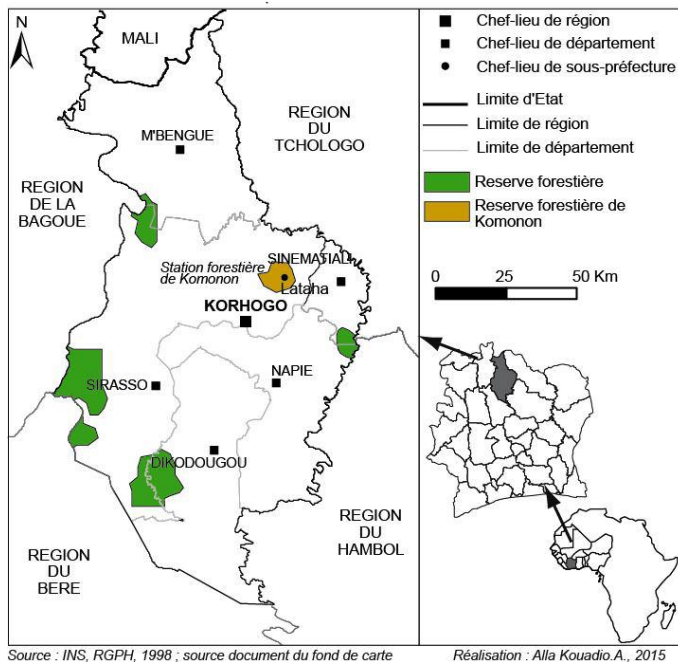 N
MALI
M'BENGUE
REGION
DU
TCHOLOGO
REGION
DE LA
BAGOUE
SINEMATIALI
Station forestière
de Komonon
Lataha
KORHOGO
NAPIE
SIRASSO
DIKODOUGOU
REGION
DU
HAMBOL
REGION
DU
BERE
Chef-lieu de région
Chef-lieu de département
Chef-lieu de sous-préfecture
Limite d'Etat
Limite de région
Limite de département
Reserve forestière
Reserve forestière de
Komonon
0 25 50 Km
Source : INS, RGPH, 1998 ; source document du fond de carte
Réalisation : Alla Kouadio.A., 2015